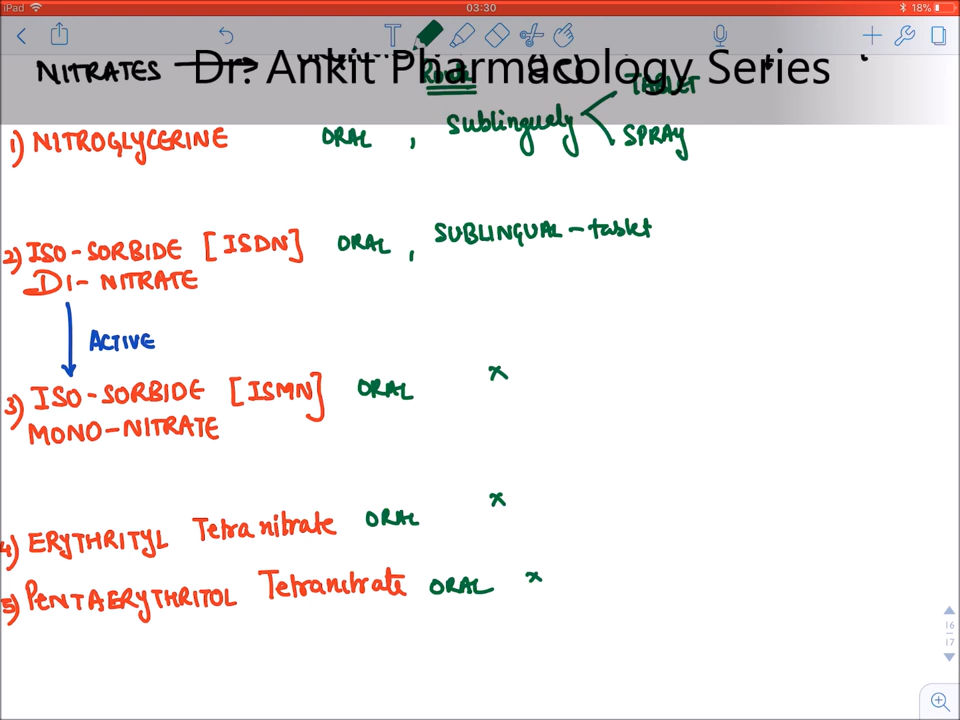 iPad 03:30 18%
T
NITRATES → Dr. Ankit Pharmacology Series
Route
TABLET
1) NITROGLYCERINE ORAL , Sublinguely SPRAY
2) ISO-SORBIDE [ISDN] ORAL , SUBLINGUAL - tablet
DI-NITRATE
ACTIVE
3) ISO-SORBIDE [ISMN] ORAL x
MONO-NITRATE
4) ERYTHRITYL Tetranitrate ORAL x
5) PENTAERYTHRITOL Tetranitrate ORAL x
16
17